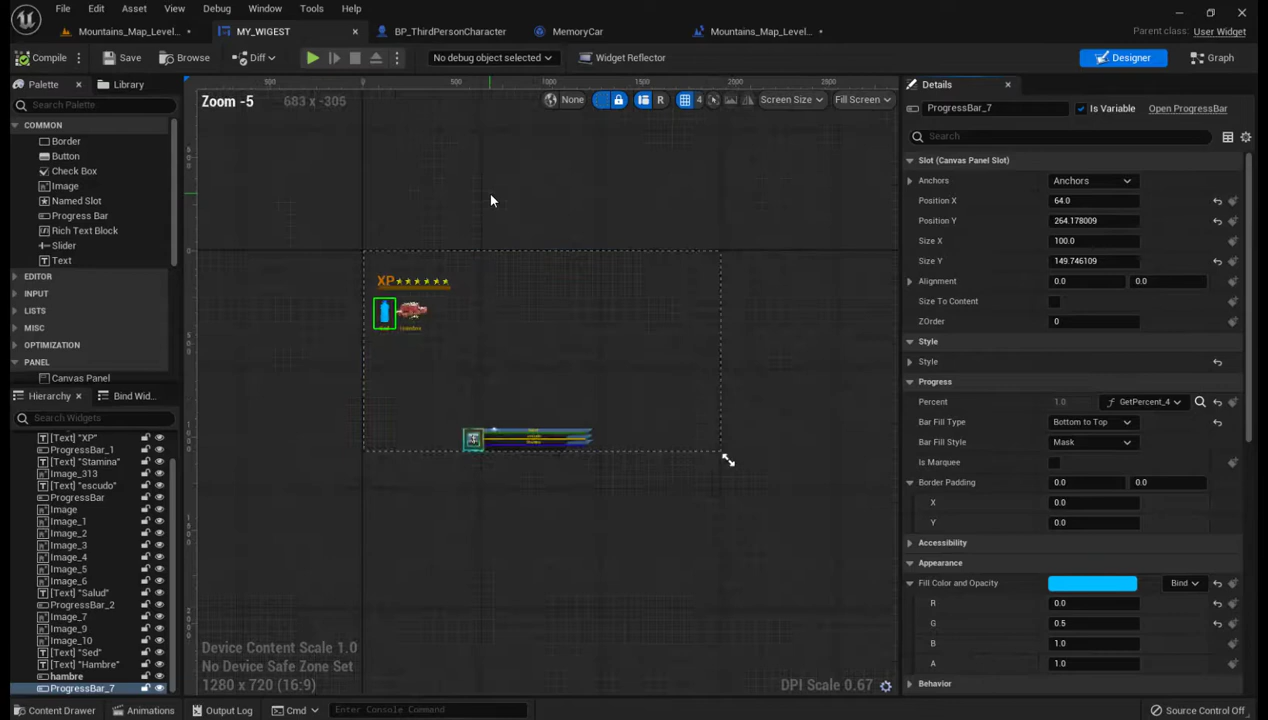 File Edit Asset View Debug Window Tools Help
Mountains_Map_Level... MY_WIGEST BP_ThirdPersonCharacter MemoryCar Mountains_Map_Level... Parent class: User Widget
Compile Save Browse Diff No debug object selected Widget Reflector Designer Graph
Palette Library
Search Palette
COMMON
Border
Button
Check Box
Image
Named Slot
Progress Bar
Rich Text Block
Slider
Text
EDITOR
INPUT
LISTS
MISC
OPTIMIZATION
PANEL
Canvas Panel
Hierarchy Bind Wid...
Search Widgets
[Text] "XP"
ProgressBar_1
[Text] "Stamina"
Image_313
[Text] "escudo"
ProgressBar
Image
Image_1
Image_2
Image_3
Image_4
Image_5
Image_6
[Text] "Salud"
ProgressBar_2
Image_7
Image_9
Image_10
[Text] "Sed"
[Text] "Hambre"
hambre
ProgressBar_7
500 0 500 1000 1500 2000 2500
Zoom -5 683 x -305 None R 4 Screen Size Fill Screen
XP
Device Content Scale 1.0
No Device Safe Zone Set
1280 x 720 (16:9)
DPI Scale 0.67
Details
ProgressBar_7 Is Variable Open ProgressBar
Search
Slot (Canvas Panel Slot)
Anchors Anchors
Position X 64.0
Position Y 264.178009
Size X 100.0
Size Y 149.746109
Alignment 0.0 0.0
Size To Content
ZOrder 0
Style
Style
Progress
Percent 1.0 GetPercent_4
Bar Fill Type Bottom to Top
Bar Fill Style Mask
Is Marquee
Border Padding 0.0 0.0
X 0.0
Y 0.0
Accessibility
Appearance
Fill Color and Opacity Bind
R 0.0
G 0.5
B 1.0
A 1.0
Behavior
Content Drawer Animations Output Log Cmd Enter Console Command Source Control Off